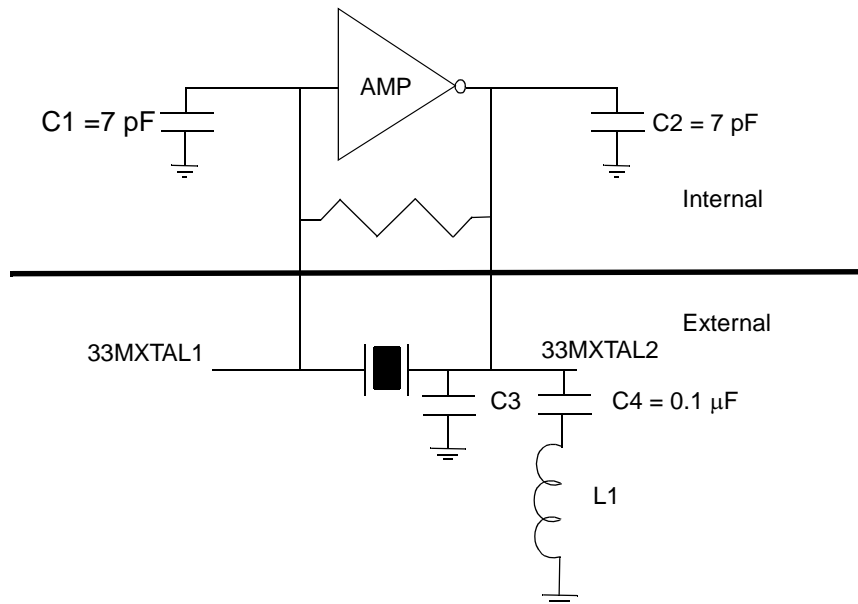 AMP
C1 =7 pF
C2 = 7 pF
Internal
External
33MXTAL1
33MXTAL2
C3
C4 = 0.1 μF
L1